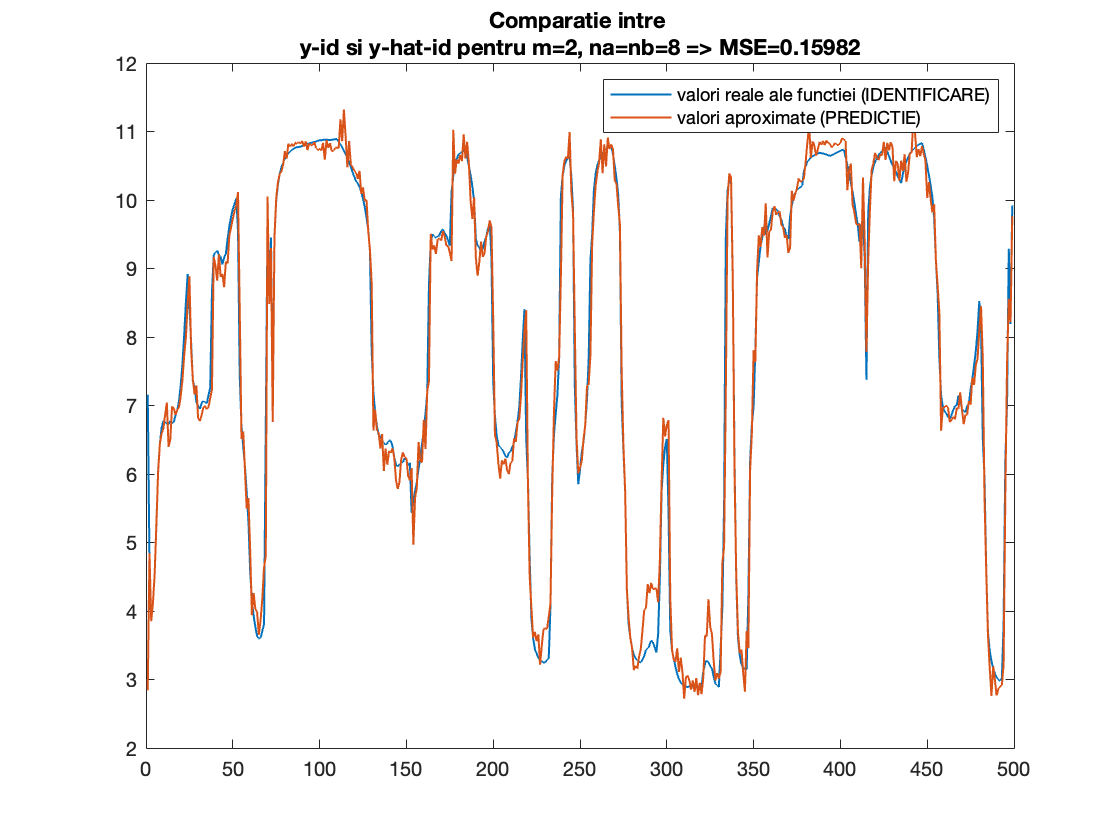 Comparatie intre
y-id si y-hat-id pentru m=2, na=nb=8 => MSE=0.15982
valori reale ale functiei (IDENTIFICARE)
valori aproximate (PREDICTIE)
12
11
10
9
8
7
6
5
4
3
2
0 50 100 150 200 250 300 350 400 450 500